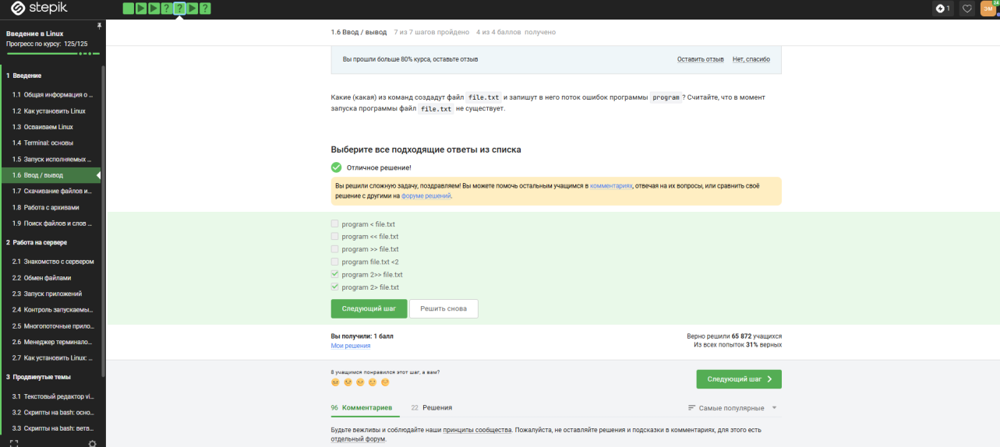 stepik
1
ЭМ
24
Введение в Linux
Прогресс по курсу: 125/125
1 Введение
1.1 Общая информация о ...
1.2 Как установить Linux
1.3 Осваиваем Linux
1.4 Terminal: основы
1.5 Запуск исполняемых ...
1.6 Ввод / вывод
1.7 Скачивание файлов и...
1.8 Работа с архивами
1.9 Поиск файлов и слов ...
2 Работа на сервере
2.1 Знакомство с сервером
2.2 Обмен файлами
2.3 Запуск приложений
2.4 Контроль запускаемы...
2.5 Многопоточные прило...
2.6 Менеджер терминало...
2.7 Как установить Linux: ...
3 Продвинутые темы
3.1 Текстовый редактор vi...
3.2 Скрипты на bash: осно...
3.3 Скрипты на bash: ветв...
1.6 Ввод / вывод 7 из 7 шагов пройдено 4 из 4 баллов получено
Вы прошли больше 80% курса, оставьте отзыв Оставить отзыв Нет, спасибо
Какие (какая) из команд создадут файл file.txt и запишут в него поток ошибок программы program ? Считайте, что в момент
запуска программы файл file.txt не существует.
Выберите все подходящие ответы из списка
Отличное решение!
Вы решили сложную задачу, поздравляем! Вы можете помочь остальным учащимся в комментариях, отвечая на их вопросы, или сравнить своё
решение с другими на форуме решений.
program < file.txt
program << file.txt
program >> file.txt
program file.txt <2
program 2>> file.txt
program 2> file.txt
Следующий шаг Решить снова
Вы получили: 1 балл Верно решили 65 872 учащихся
Мои решения Из всех попыток 31% верных
8 учащимся понравился этот шаг, а вам?
Следующий шаг
96 Комментариев 22 Решения Самые популярные
Будьте вежливы и соблюдайте наши принципы сообщества. Пожалуйста, не оставляйте решения и подсказки в комментариях, для этого есть
отдельный форум.